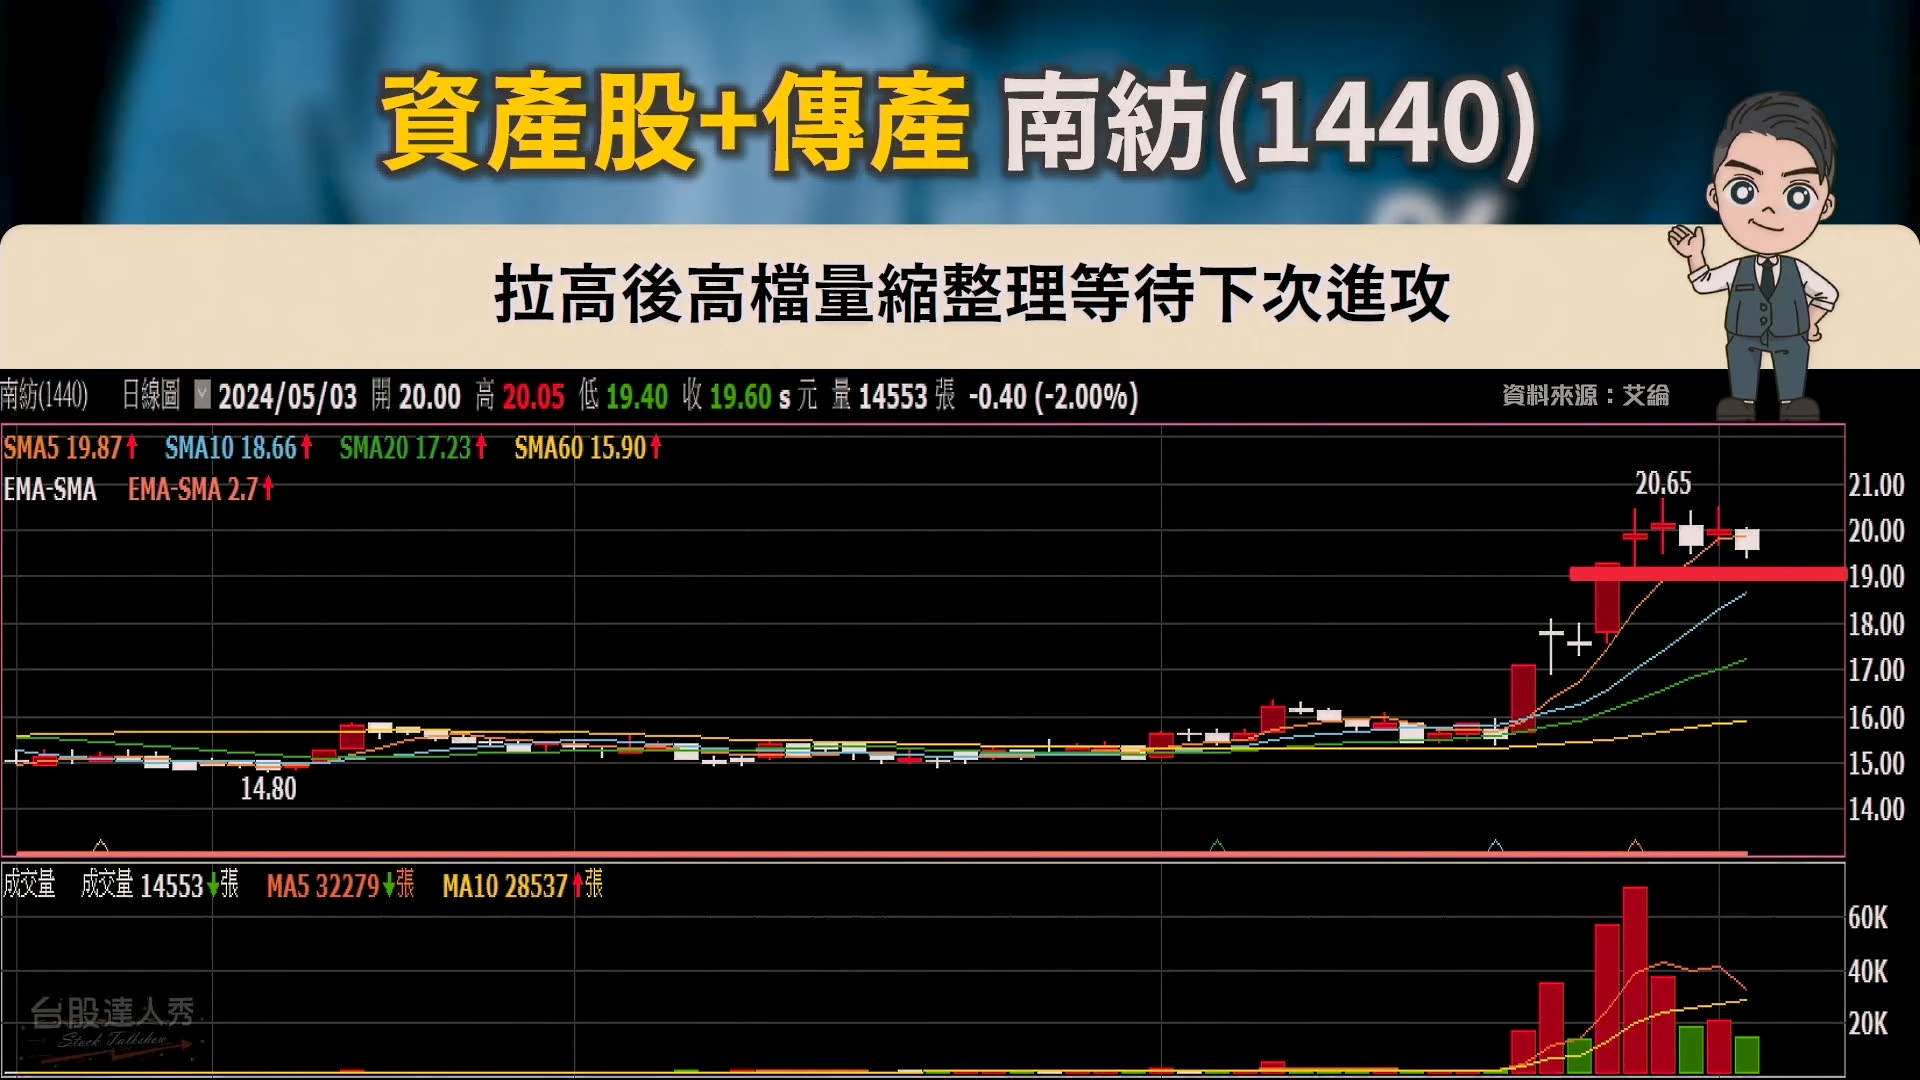 資產股+傳產 南紡(1440)
拉高後高檔量縮整理等待下次進攻
南紡(1440) 日線圖 2024/05/03 開 20.00 高 20.05 低 19.40 收 19.60 s 元 量 14553 張 -0.40 (-2.00%)
資料來源：艾綸
SMA5 19.87 SMA10 18.66 SMA20 17.23 SMA60 15.90
EMA-SMA EMA-SMA 2.7
20.65
21.00
20.00
19.00
18.00
17.00
16.00
15.00
14.80
14.00
成交量 成交量 14553 張 MA5 32279 張 MA10 28537 張
60K
40K
20K
台股達人秀
Stock Talkshow